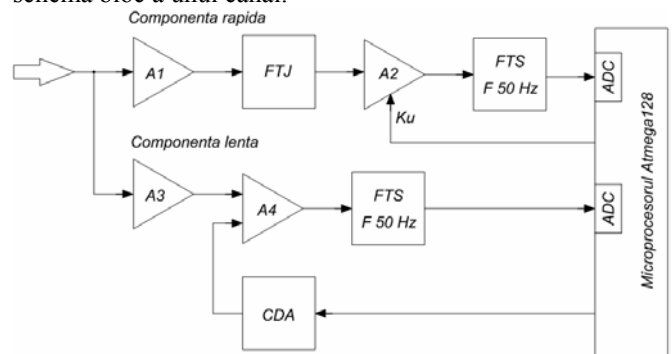 schema bloc a unui canal.
Componenta rapida
A1
FTJ
A2
FTS
F 50 Hz
ADC
Ku
Componenta lenta
A3
A4
FTS
F 50 Hz
ADC
CDA
Microprocesorul Atmega128